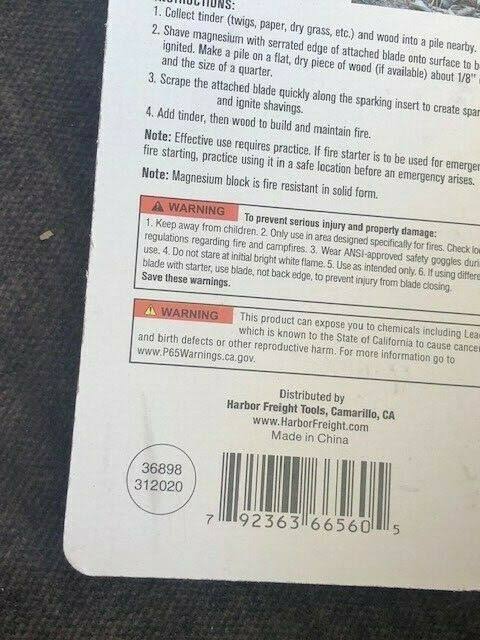 INSTRUCTIONS:
1. Collect tinder (twigs, paper, dry grass, etc.) and wood into a pile nearby.
2. Shave magnesium with serrated edge of attached blade onto surface to b
ignited. Make a pile on a flat, dry piece of wood (if available) about 1/8"
and the size of a quarter.
3. Scrape the attached blade quickly along the sparking insert to create spar
and ignite shavings.
4. Add tinder, then wood to build and maintain fire.
Note: Effective use requires practice. If fire starter is to be used for emergen
fire starting, practice using it in a safe location before an emergency arises.
Note: Magnesium block is fire resistant in solid form.
WARNING To prevent serious injury and property damage:
1. Keep away from children. 2. Only use in area designed specifically for fires. Check lo
regulations regarding fire and campfires. 3. Wear ANSI-approved safety goggles duri
use. 4. Do not stare at initial bright white flame. 5. Use as intended only. 6. If using differe
blade with starter, use blade, not back edge, to prevent injury from blade closing.
Save these warnings.
WARNING This product can expose you to chemicals including Lea
which is known to the State of California to cause cance
and birth defects or other reproductive harm. For more information go to
www.P65Warnings.ca.gov.
Distributed by
Harbor Freight Tools, Camarillo, CA
www.HarborFreight.com
Made in China
36898
312020
7 92363 66560 5